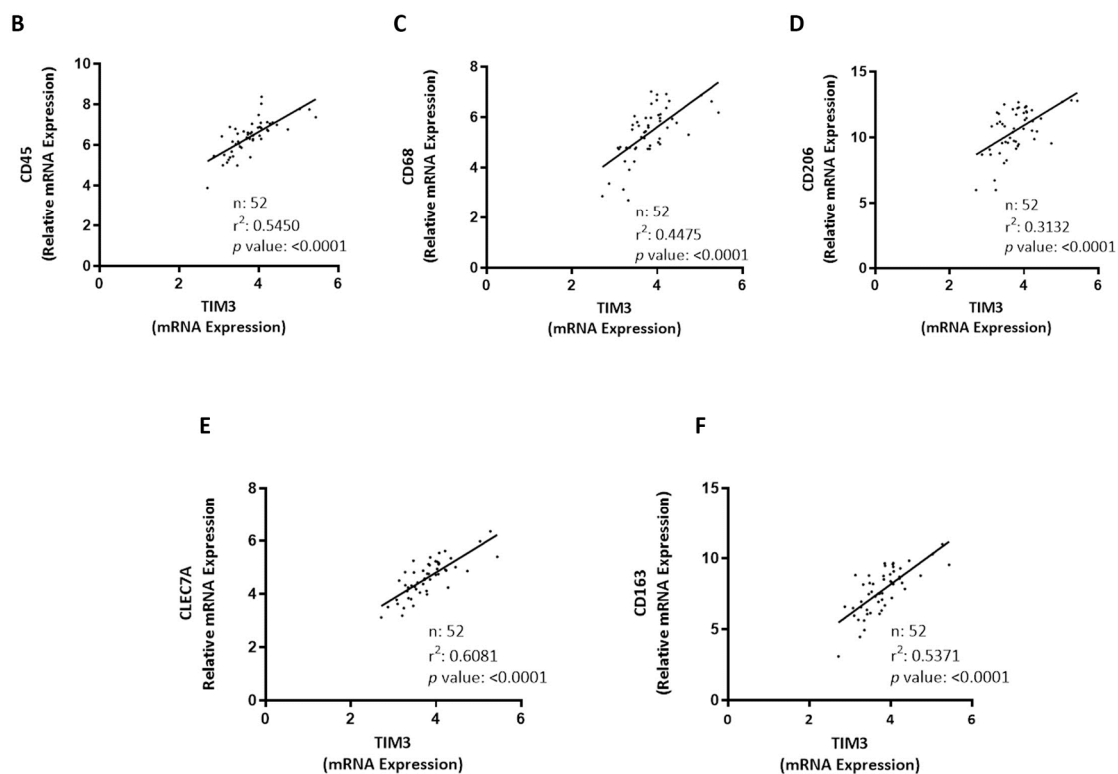 B
CD45
(Relative mRNA Expression)
10
8
6
4
2
0
0
2
4
6
n: 52
r²: 0.5450
p value: <0.0001
TIM3
(mRNA Expression)
C
CD68
(Relative mRNA Expression)
8
6
4
2
0
0
2
4
6
n: 52
r²: 0.4475
p value: <0.0001
TIM3
(mRNA Expression)
D
CD206
(Relative mRNA Expression)
15
10
5
0
0
2
4
6
n: 52
r²: 0.3132
p value: <0.0001
TIM3
(mRNA Expression)
E
CLEC7A
Relative mRNA Expression
8
6
4
2
0
0
2
4
6
n: 52
r²: 0.6081
p value: <0.0001
TIM3
(mRNA Expression)
F
CD163
(Relative mRNA Expression)
15
10
5
0
0
2
4
6
n: 52
r²: 0.5371
p value: <0.0001
TIM3
(mRNA Expression)